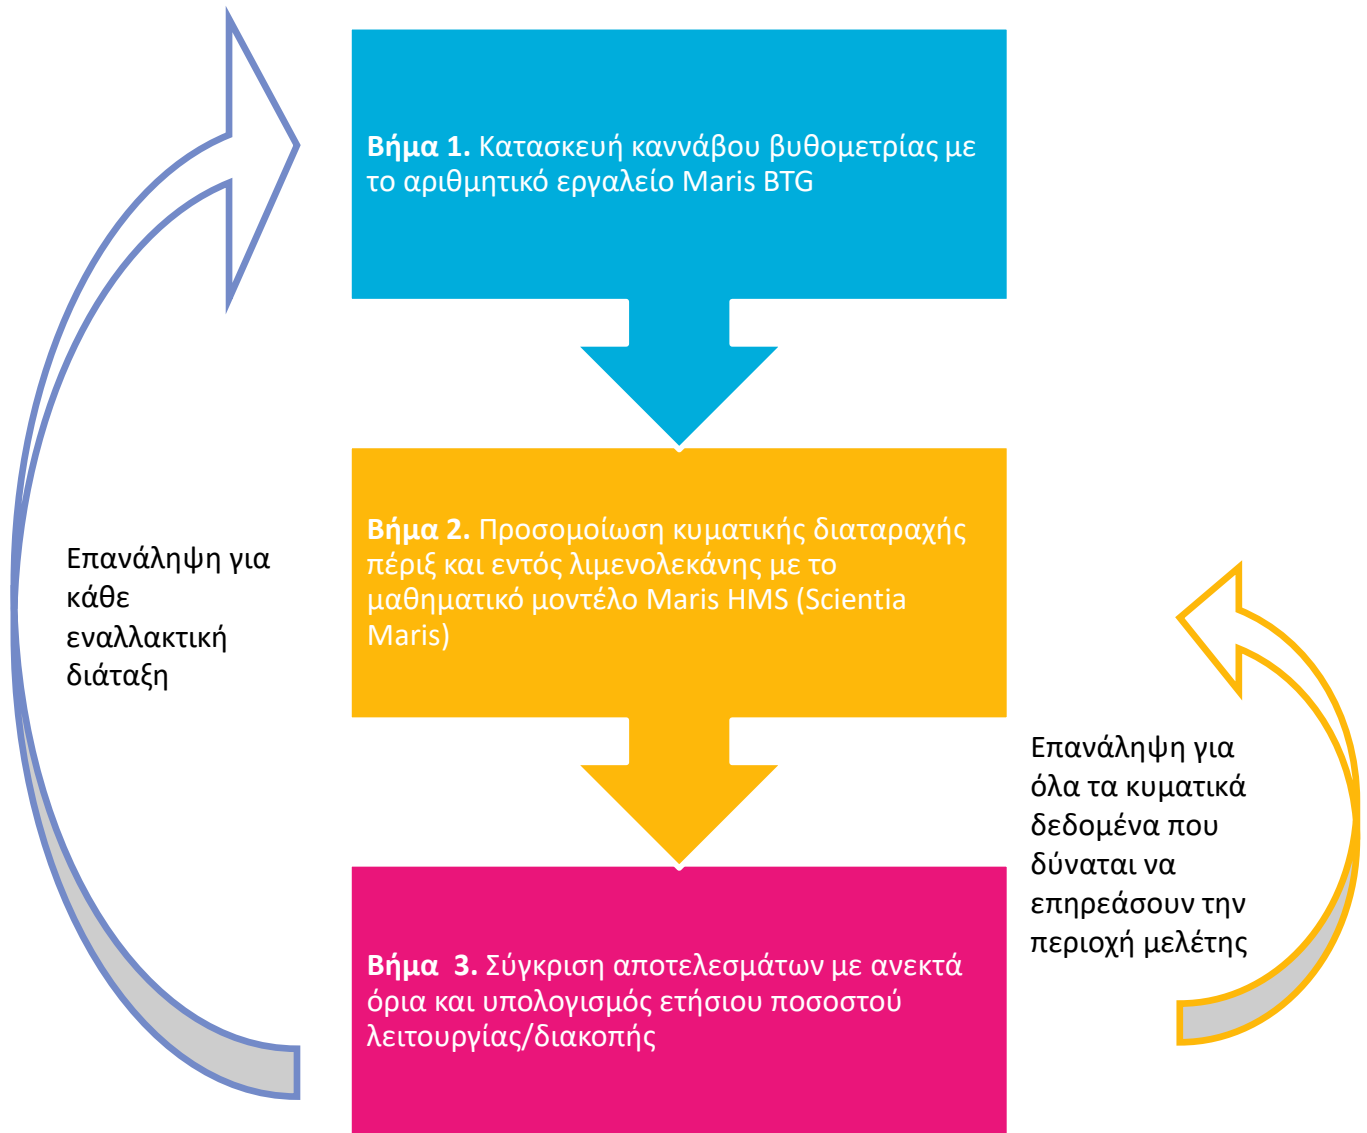 Βήμα 1. Κατασκευή καννάβου βυθομετρίας με
το αριθμητικό εργαλείο Maris BTG
Βήμα 2. Προσομοίωση κυματικής διαταραχής
πέριξ και εντός λιμενολεκάνης με το
μαθηματικό μοντέλο Maris HMS (Scientia
Maris)
Επανάληψη για
κάθε
εναλλακτική
διάταξη
Επανάληψη για
όλα τα κυματικά
δεδομένα που
δύναται να
επηρεάσουν την
περιοχή μελέτης
Βήμα  3. Σύγκριση αποτελεσμάτων με ανεκτά
όρια και υπολογισμός ετήσιου ποσοστού
λειτουργίας/διακοπής